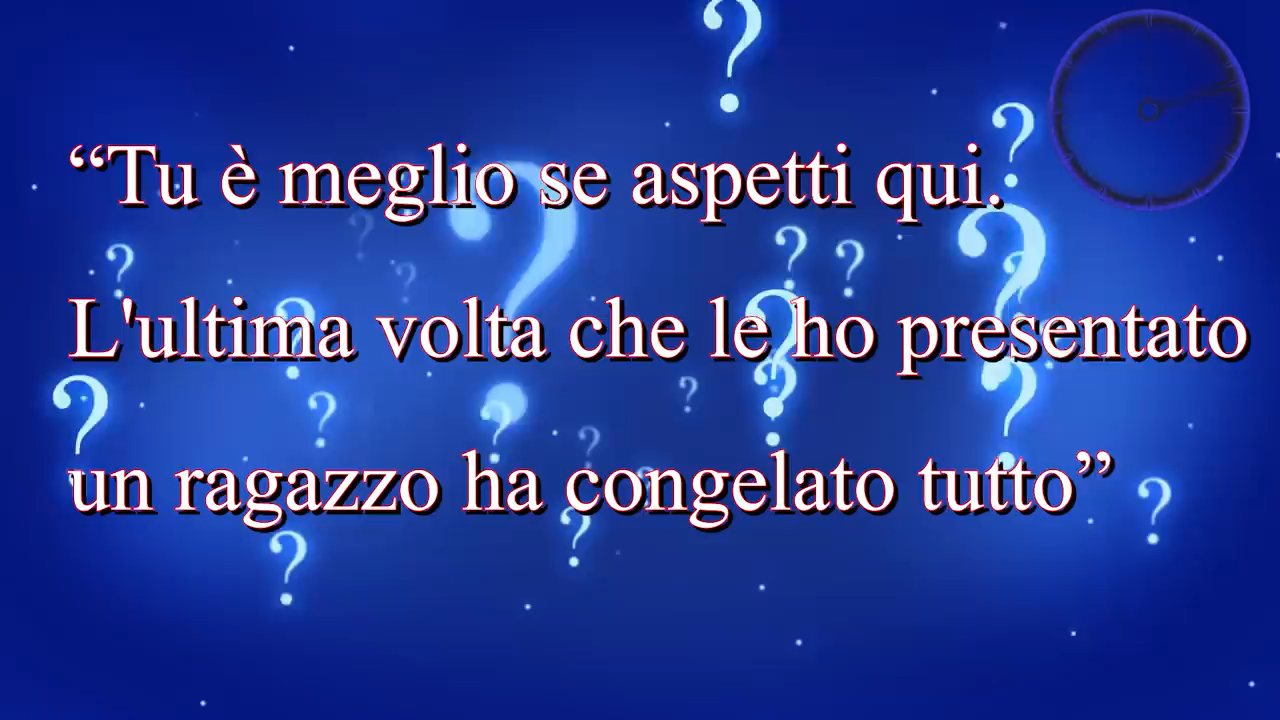 “Tu è meglio se aspetti qui.
L'ultima volta che le ho presentato
un ragazzo ha congelato tutto”